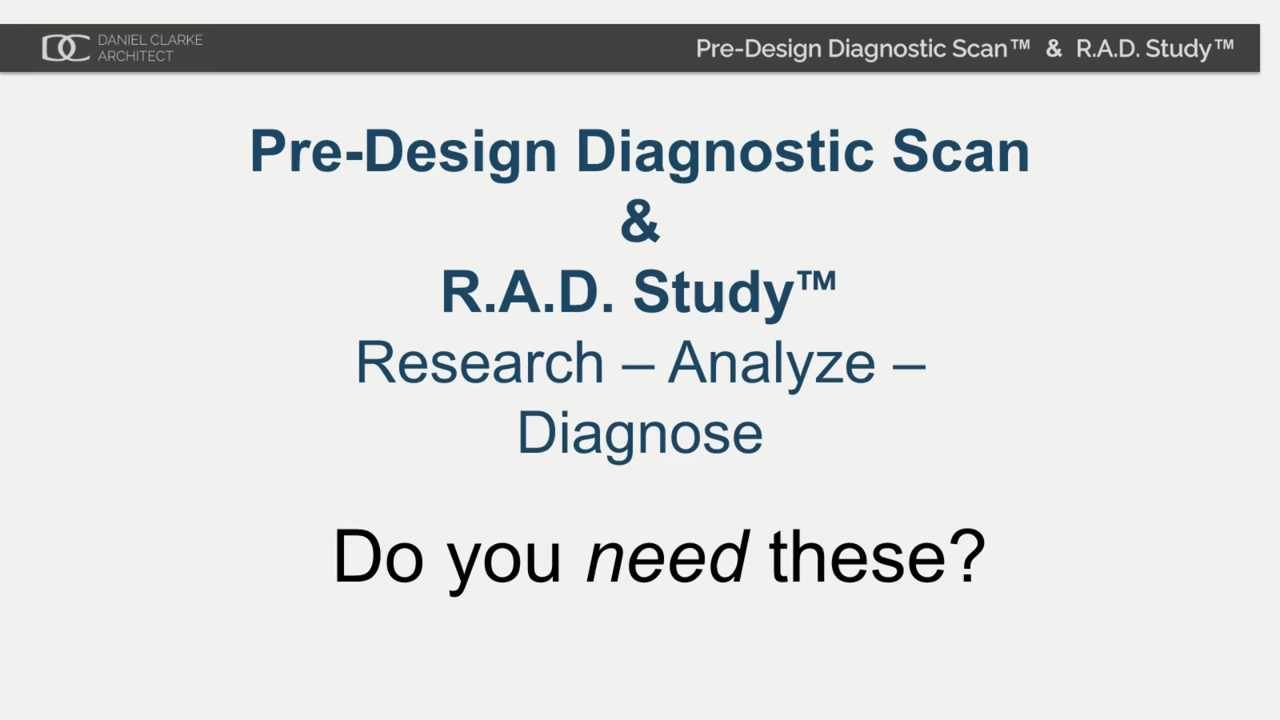 DANIEL CLARKE
ARCHITECT
Pre-Design Diagnostic Scan™ & R.A.D. Study™
Pre-Design Diagnostic Scan
&
R.A.D. Study™
Research – Analyze –
Diagnose
Do you need these?